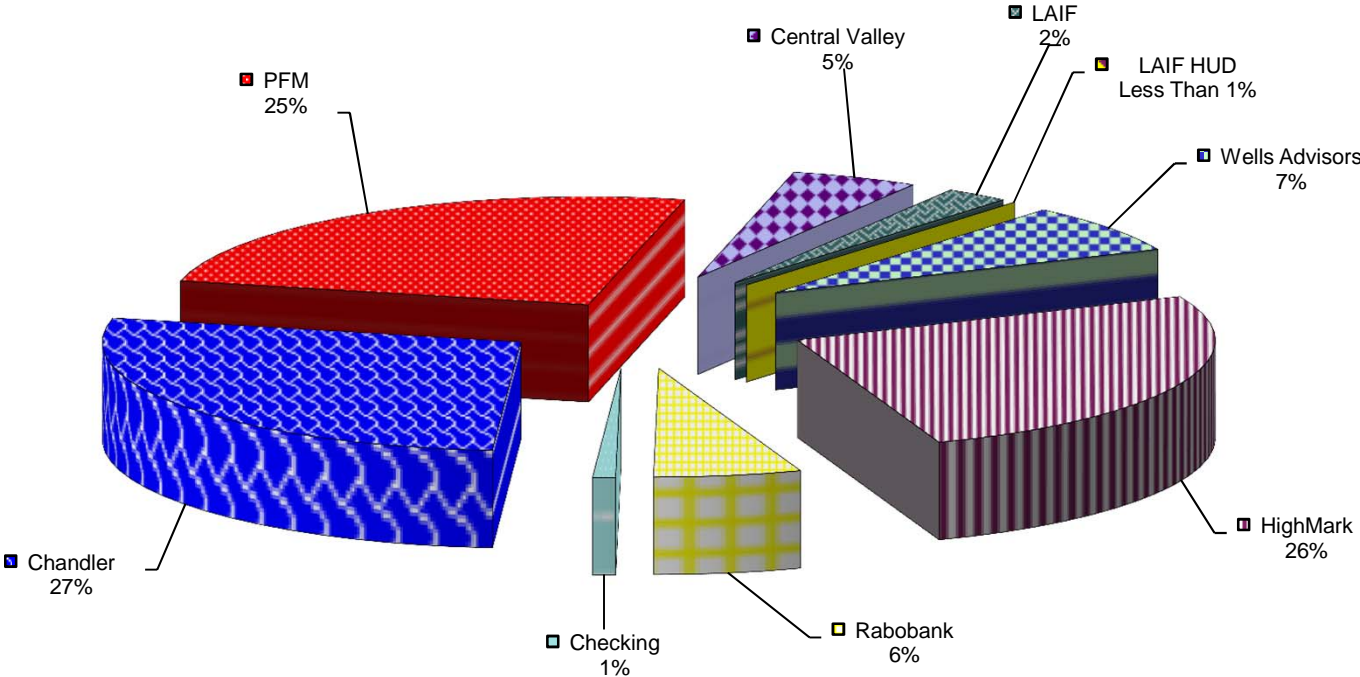 LAIF
2%
Central Valley
5%
LAIF HUD
Less Than 1%
PFM
25%
Wells Advisors
7%
HighMark
26%
Chandler
27%
Rabobank
6%
Checking
1%